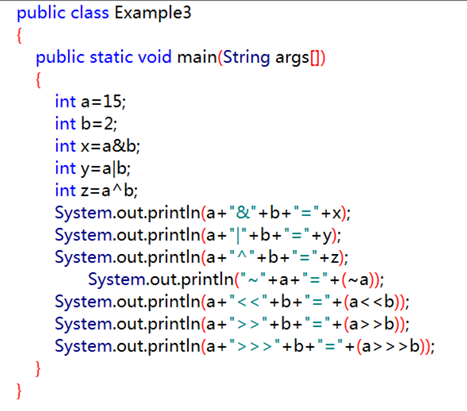 public class Example3
{
public static void main(String args[])
{
int a=15;
int b=2;
int x=a&b;
int y=a|b;
int z=a^b;
System.out.println(a+"&"+b+"="+x);
System.out.println(a+"|"+b+"="+y);
System.out.println(a+"^"+b+"="+z);
System.out.println("~"+a+"="+(~a));
System.out.println(a+"<<"+b+"="+(a<<b));
System.out.println(a+">>"+b+"="+(a>>b));
System.out.println(a+">>>"+b+"="+(a>>>b));
}
}